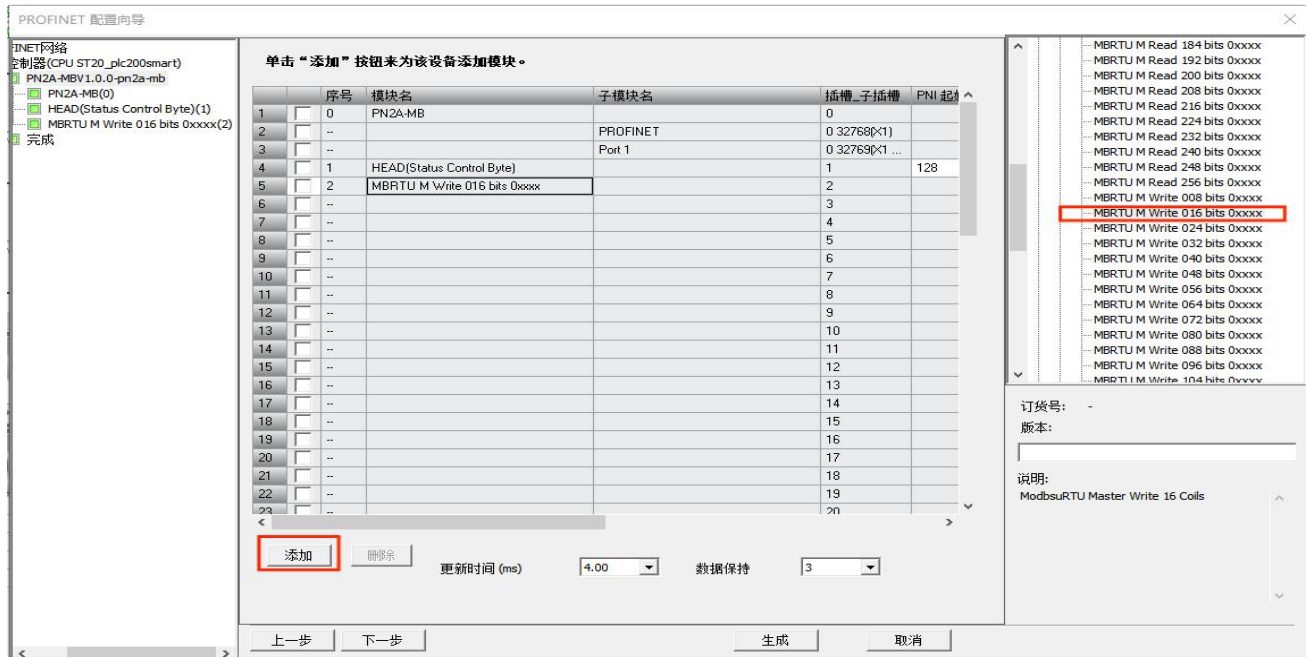 PROFINET 配置向导
INET网络
控制器(CPU ST20_plc200smart)
PN2A-MBV1.0.0-pn2a-mb
PN2A-MB(0)
HEAD(Status Control Byte)(1)
MBRTU M Write 016 bits 0xxxx(2)
完成
单击“添加”按钮来为该设备添加模块。
序号 模块名 子模块名 插槽_子插槽 PNI 起始
1 0 PN2A-MB 0
2 -- PROFINET 0 32768(X1)
3 -- Port 1 0 32769(X1 ...
4 1 HEAD(Status Control Byte) 1 128
5 2 MBRTU M Write 016 bits 0xxxx 2
6 -- 3
7 -- 4
8 -- 5
9 -- 6
10 -- 7
11 -- 8
12 -- 9
13 -- 10
14 -- 11
15 -- 12
16 -- 13
17 -- 14
18 -- 15
19 -- 16
20 -- 17
21 -- 18
22 -- 19
23 -- 20
添加 删除 更新时间 (ms) 4.00 数据保持 3
上一步 下一步 生成 取消
MBRTU M Read 184 bits 0xxxx
MBRTU M Read 192 bits 0xxxx
MBRTU M Read 200 bits 0xxxx
MBRTU M Read 208 bits 0xxxx
MBRTU M Read 216 bits 0xxxx
MBRTU M Read 224 bits 0xxxx
MBRTU M Read 232 bits 0xxxx
MBRTU M Read 240 bits 0xxxx
MBRTU M Read 248 bits 0xxxx
MBRTU M Read 256 bits 0xxxx
MBRTU M Write 008 bits 0xxxx
MBRTU M Write 016 bits 0xxxx
MBRTU M Write 024 bits 0xxxx
MBRTU M Write 032 bits 0xxxx
MBRTU M Write 040 bits 0xxxx
MBRTU M Write 048 bits 0xxxx
MBRTU M Write 056 bits 0xxxx
MBRTU M Write 064 bits 0xxxx
MBRTU M Write 072 bits 0xxxx
MBRTU M Write 080 bits 0xxxx
MBRTU M Write 088 bits 0xxxx
MBRTU M Write 096 bits 0xxxx
MBRTU M Write 104 bits 0xxxx
订货号: -
版本:
说明:
ModbsuRTU Master Write 16 Coils